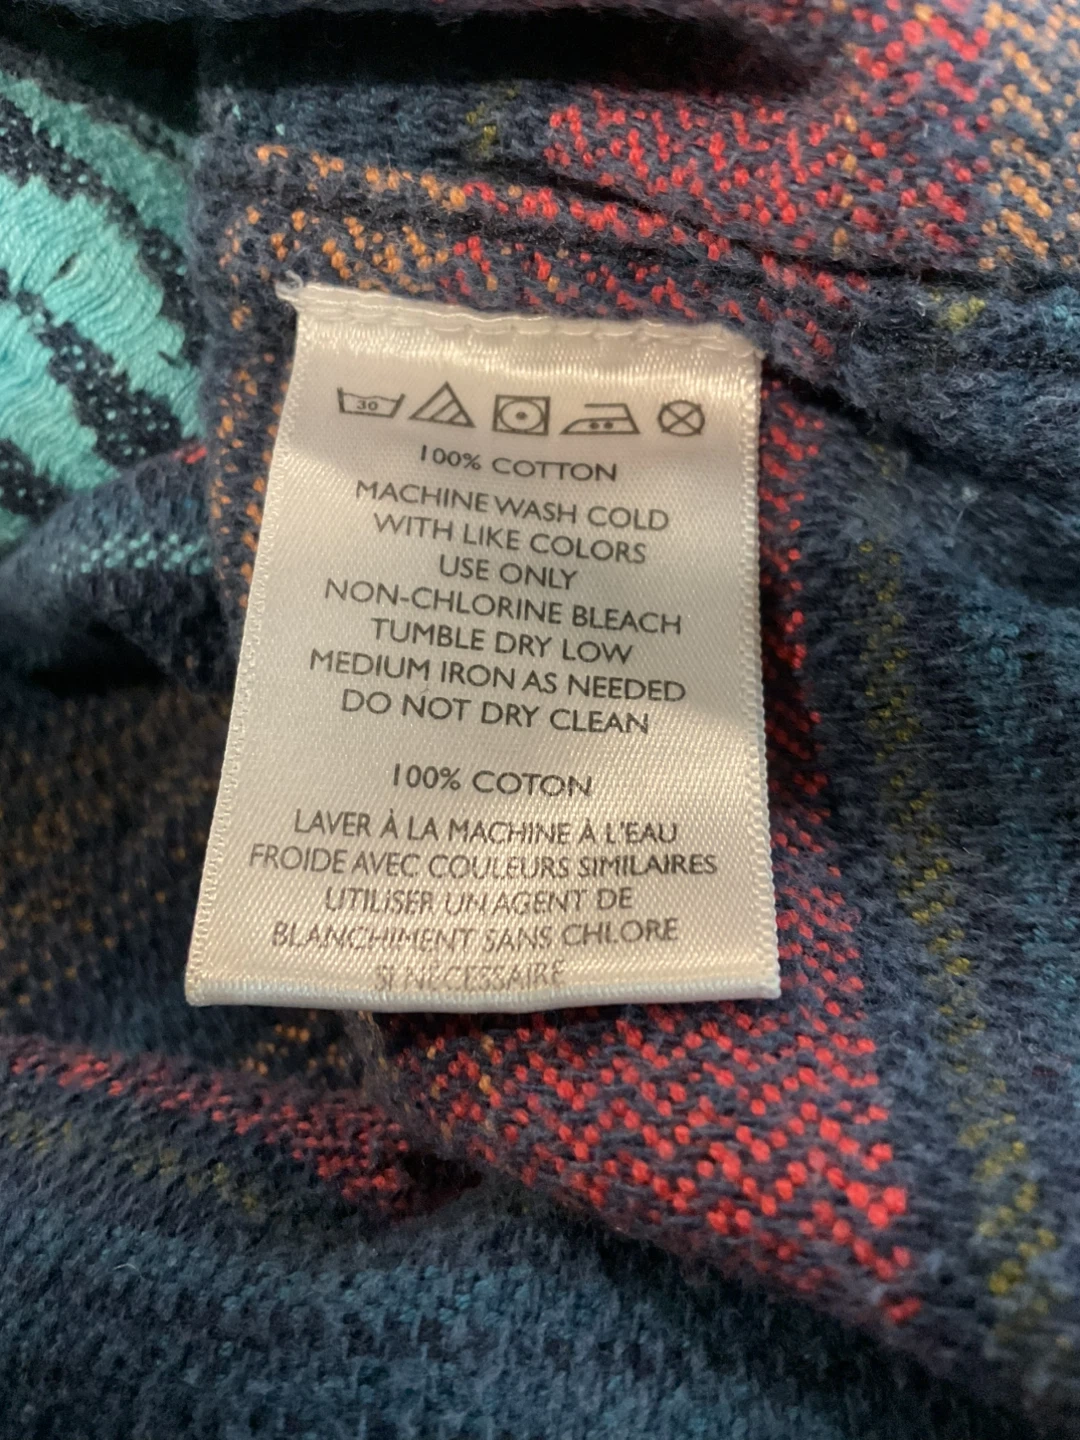 30
100% COTTON
MACHINE WASH COLD
WITH LIKE COLORS
USE ONLY
NON-CHLORINE BLEACH
TUMBLE DRY LOW
MEDIUM IRON AS NEEDED
DO NOT DRY CLEAN
100% COTON
LAVER À LA MACHINE À L'EAU
FROIDE AVEC COULEURS SIMILAIRES
UTILISER UN AGENT DE
BLANCHIMENT SANS CHLORE
SI NÉCESSAIRE